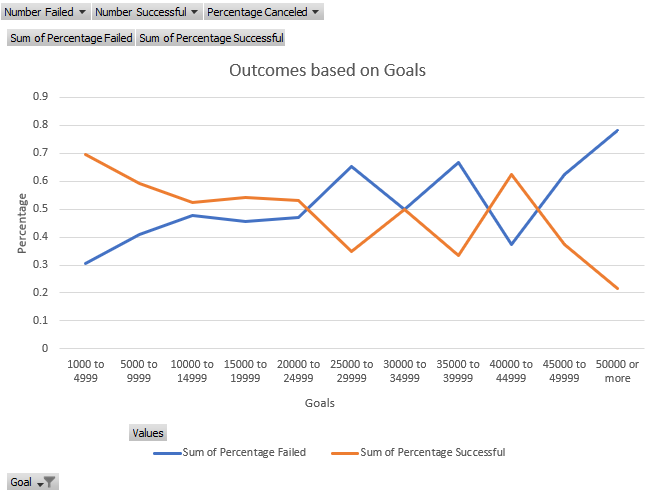 Number Failed Number Successful Percentage Canceled
Sum of Percentage Failed Sum of Percentage Successful
Outcomes based on Goals
0.9
0.8
0.7
0.6
0.5
0.4
0.3
0.2
0.1
0
Percentage
1000 to 5000 to 10000 to 15000 to 20000 to 25000 to 30000 to 35000 to 40000 to 45000 to 50000 or
4999 9999 14999 19999 24999 29999 34999 39999 44999 49999 more
Goals
Values
Sum of Percentage Failed Sum of Percentage Successful
Goal